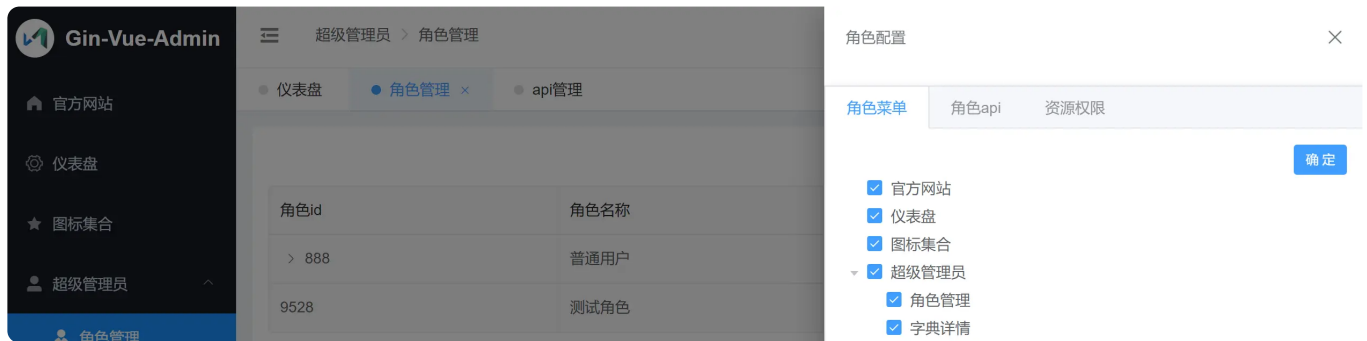 Gin-Vue-Admin
官方网站
仪表盘
图标集合
超级管理员
角色管理
超级管理员 > 角色管理
仪表盘 角色管理 × api管理
角色id 角色名称
888 普通用户
9528 测试角色
角色配置
角色菜单 角色api 资源权限
确定
官方网站
仪表盘
图标集合
超级管理员
角色管理
字典详情